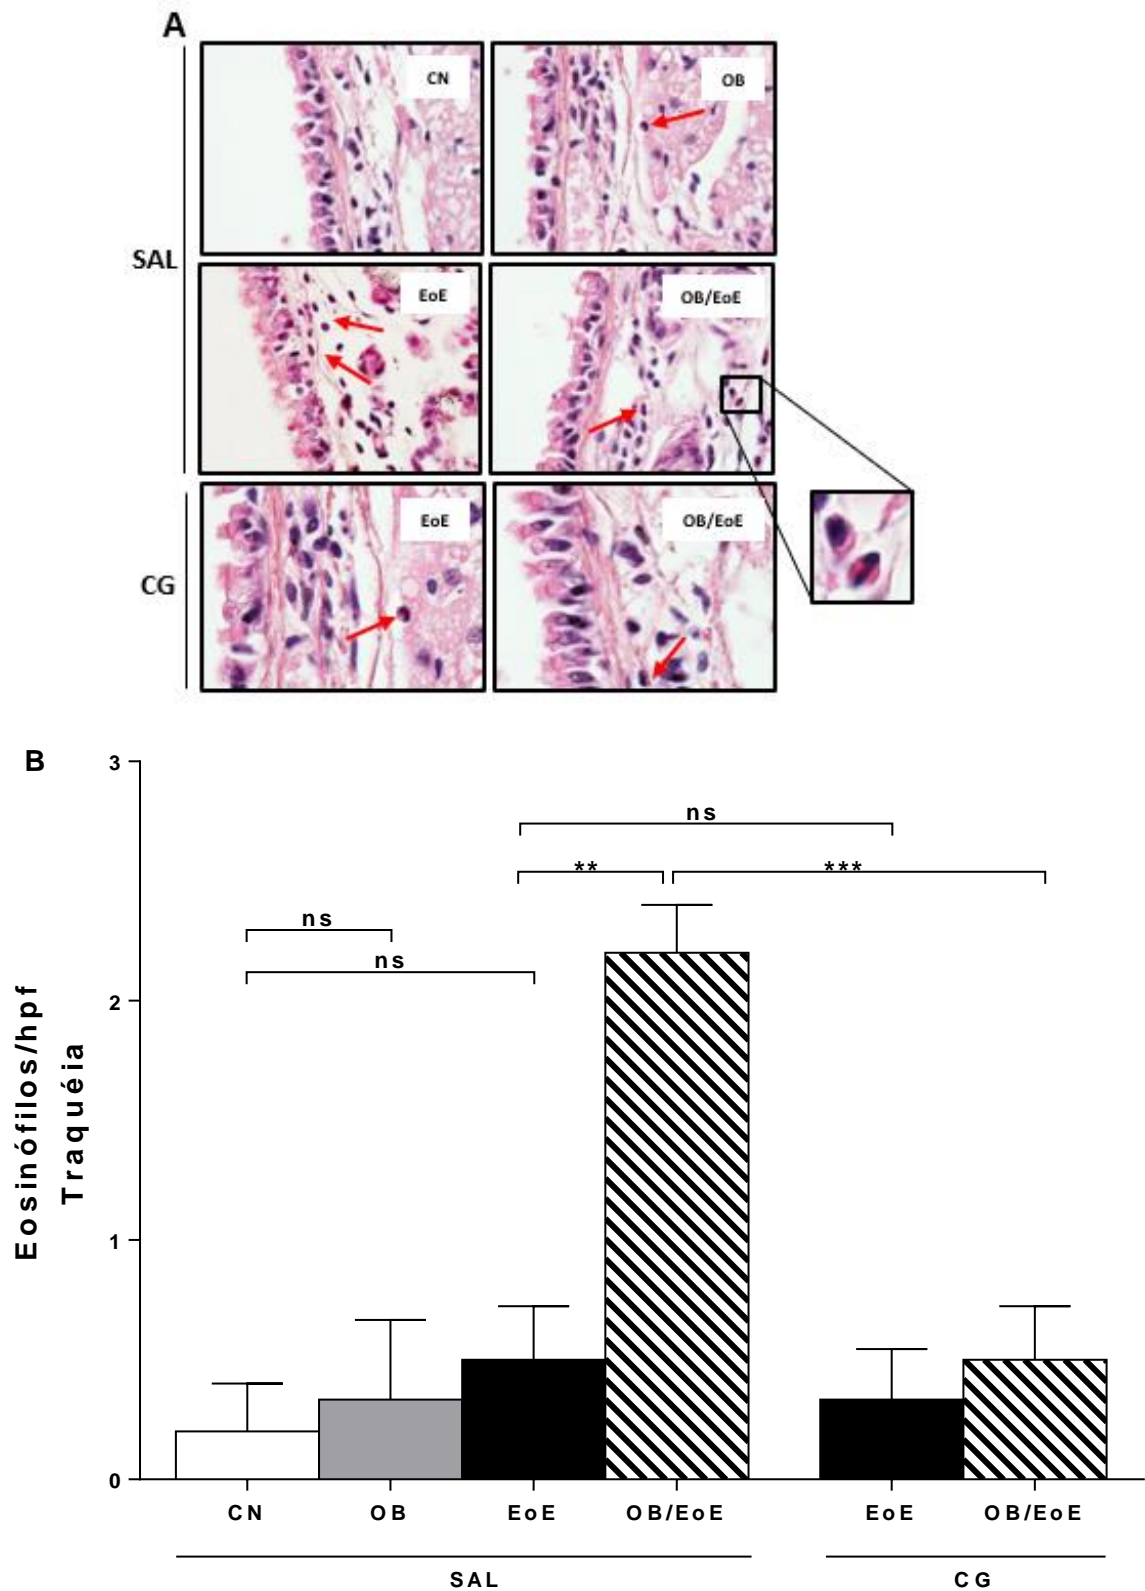 A
CN
OB
SAL
EoE
OB/EoE
EoE
OB/EoE
CG
B
3
ns
** ***
ns
ns
2
Eosinófilos/hpf
Traquéia
1
0
CN OB EoE OB/EoE EoE OB/EoE
SAL CG